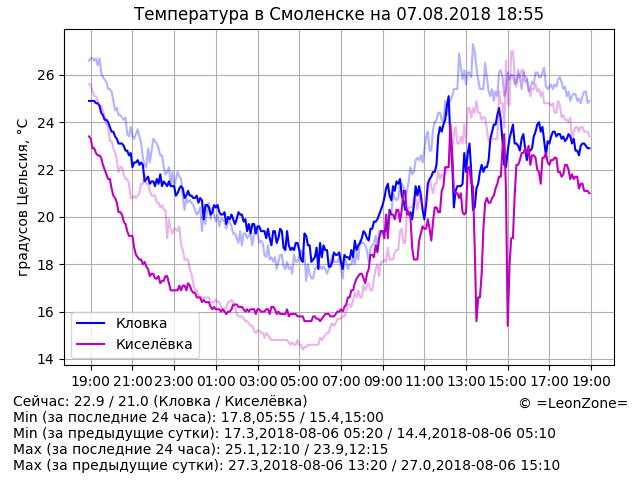 Температура в Смоленске на 07.08.2018 18:55
градусов Цельсия, °C
26
24
22
20
18
16
14
Кловка
Киселёвка
19:00 21:00 23:00 01:00 03:00 05:00 07:00 09:00 11:00 13:00 15:00 17:00 19:00
Сейчас: 22.9 / 21.0 (Кловка / Киселёвка)
© =LeonZone=
Min (за последние 24 часа): 17.8,05:55 / 15.4,15:00
Min (за предыдущие сутки): 17.3,2018-08-06 05:20 / 14.4,2018-08-06 05:10
Max (за последние 24 часа): 25.1,12:10 / 23.9,12:15
Max (за предыдущие сутки): 27.3,2018-08-06 13:20 / 27.0,2018-08-06 15:10